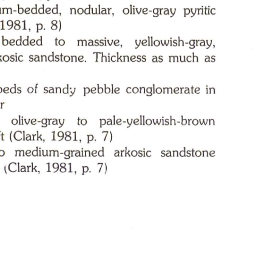 m-bedded, nodular, olive-gray pyritic
1981, p. 8)
bedded to massive, yellowish-gray,
kosic sandstone. Thickness as much as
beds of sandy pebble conglomerate in
r
olive-gray to pale-yellowish-brown
t (Clark, 1981, p. 7)
o medium-grained arkosic sandstone
(Clark, 1981, p. 7)